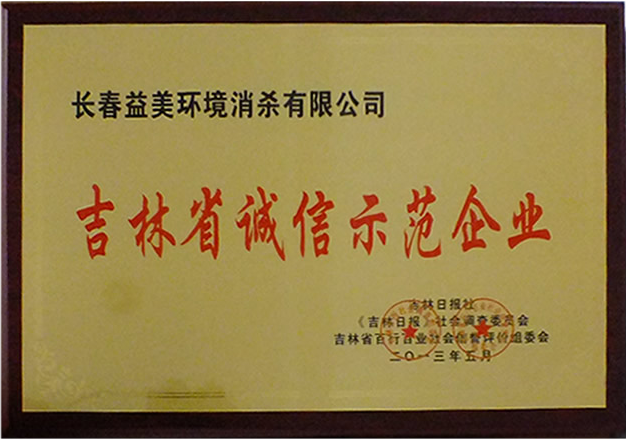 长春益美环境消杀有限公司
吉林省诚信示范企业
吉林日报社
《吉林日报》社会调查委员会
吉林省百行百业社会信誉评价组委会
二〇一三年五月